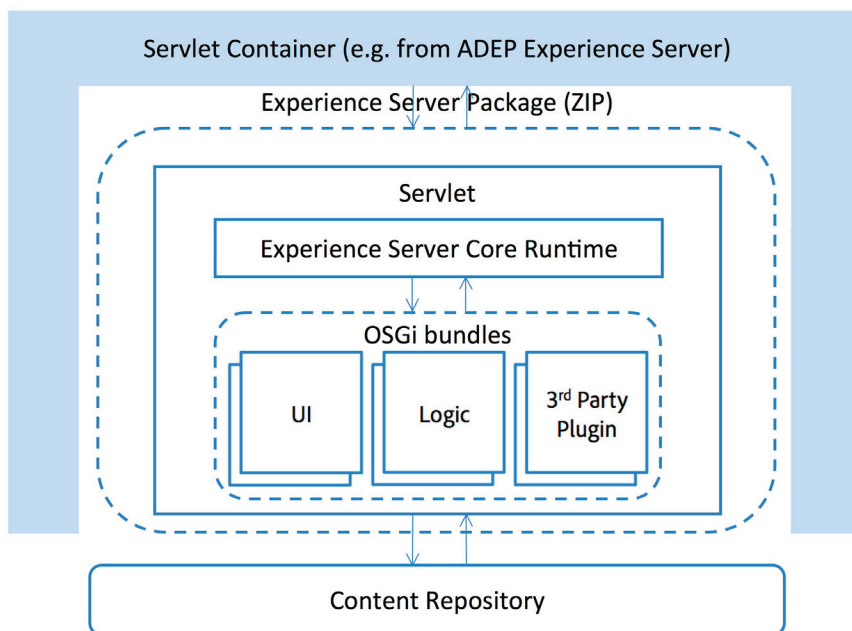 Servlet Container (e.g. from ADEP Experience Server)
Experience Server Package (ZIP)
Servlet
Experience Server Core Runtime
OSGi bundles
UI
Logic
3rd Party
Plugin
Content Repository